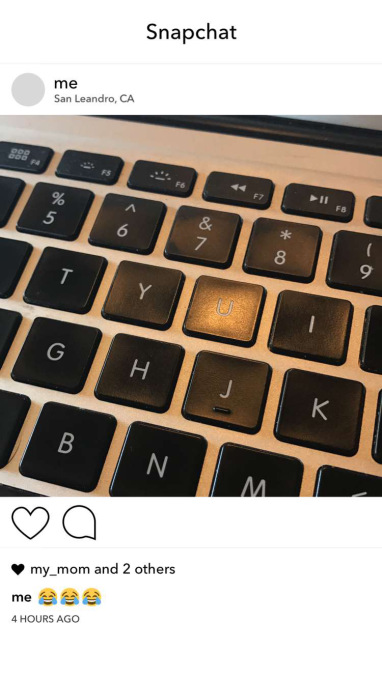 Snapchat
me
San Leandro, CA
F4 F5 F6 F7 F8
% ^ & * (
5 6 7 8 9
T Y U I
G H J K
B N M
my_mom and 2 others
me 😂😂😂
4 HOURS AGO